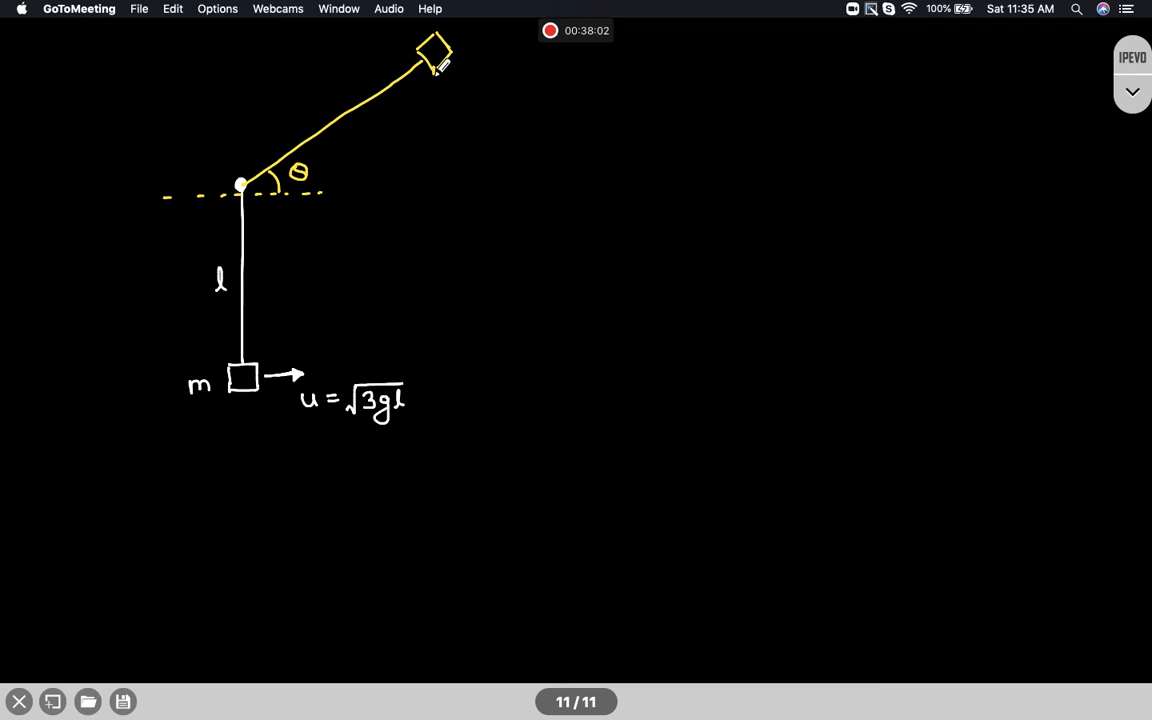 GoToMeeting File Edit Options Webcams Window Audio Help 100% Sat 11:35 AM
00:38:02
IPEVO
θ
l
m
u = √3gl
11/11